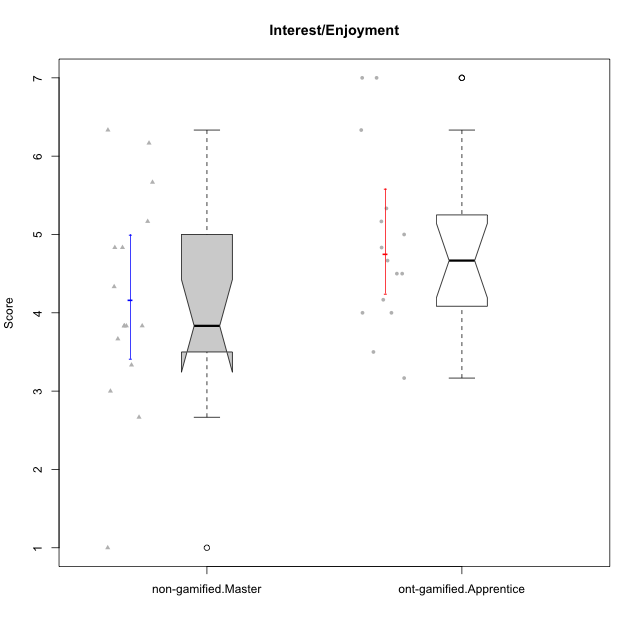 Interest/Enjoyment
Score
7
6
5
4
3
2
1
non-gamified.Master
ont-gamified.Apprentice